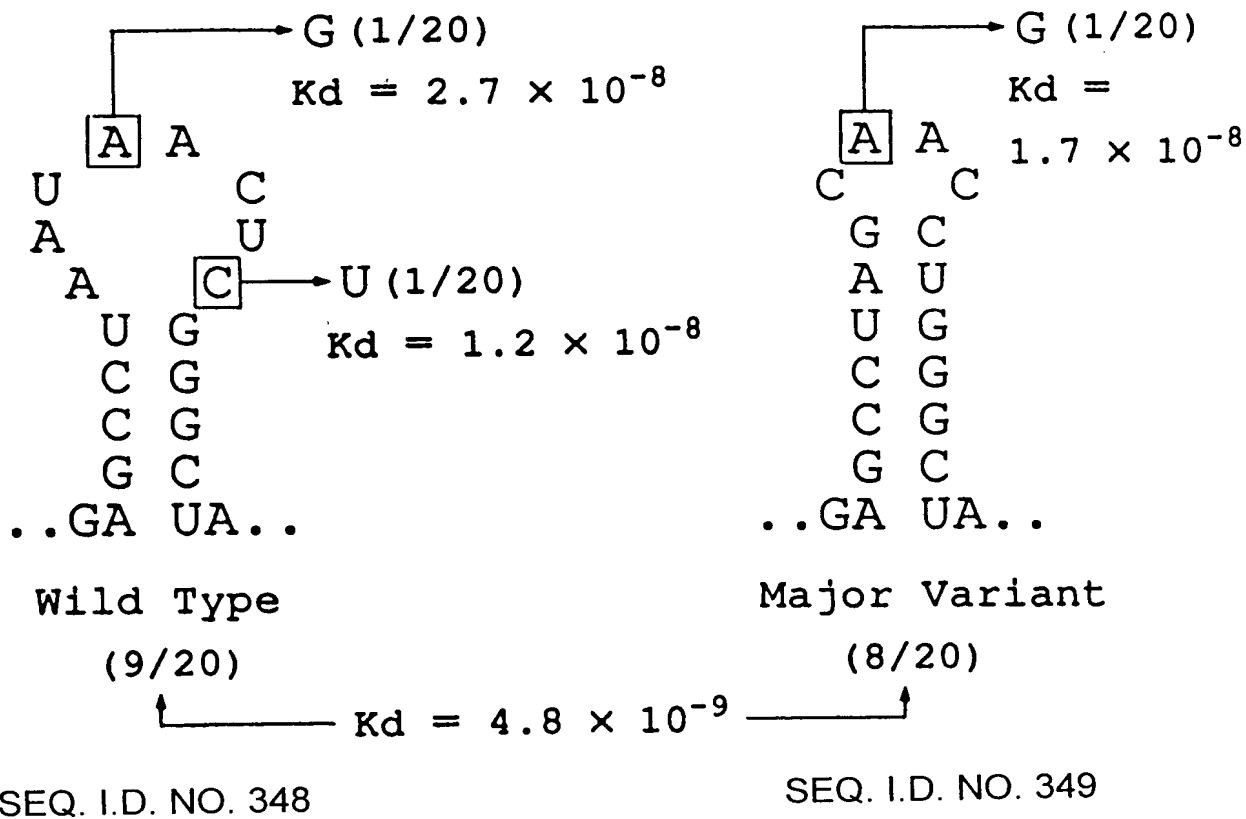 G (1/20) G (1/20)
Kd = 2.7 × 10⁻⁸ Kd =
A A A A 1.7 × 10⁻⁸
U C C C
A U G C
A C U (1/20) A U
U G Kd = 1.2 × 10⁻⁸ U G
C G C G
C G C G
G C G C
..GA UA.. ..GA UA..
Wild Type Major Variant
(9/20) (8/20)
Kd = 4.8 × 10⁻⁹
SEQ. I.D. NO. 348 SEQ. I.D. NO. 349